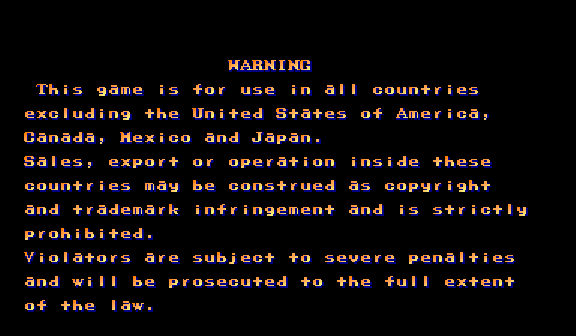 WARNING
This game is for use in all countries
excluding the United States of America,
Canada, Mexico and Japan.
Sales, export or operation inside these
countries may be construed as copyright
and trademark infringement and is strictly
prohibited.
Violators are subject to severe penalties
and will be prosecuted to the full extent
of the law.